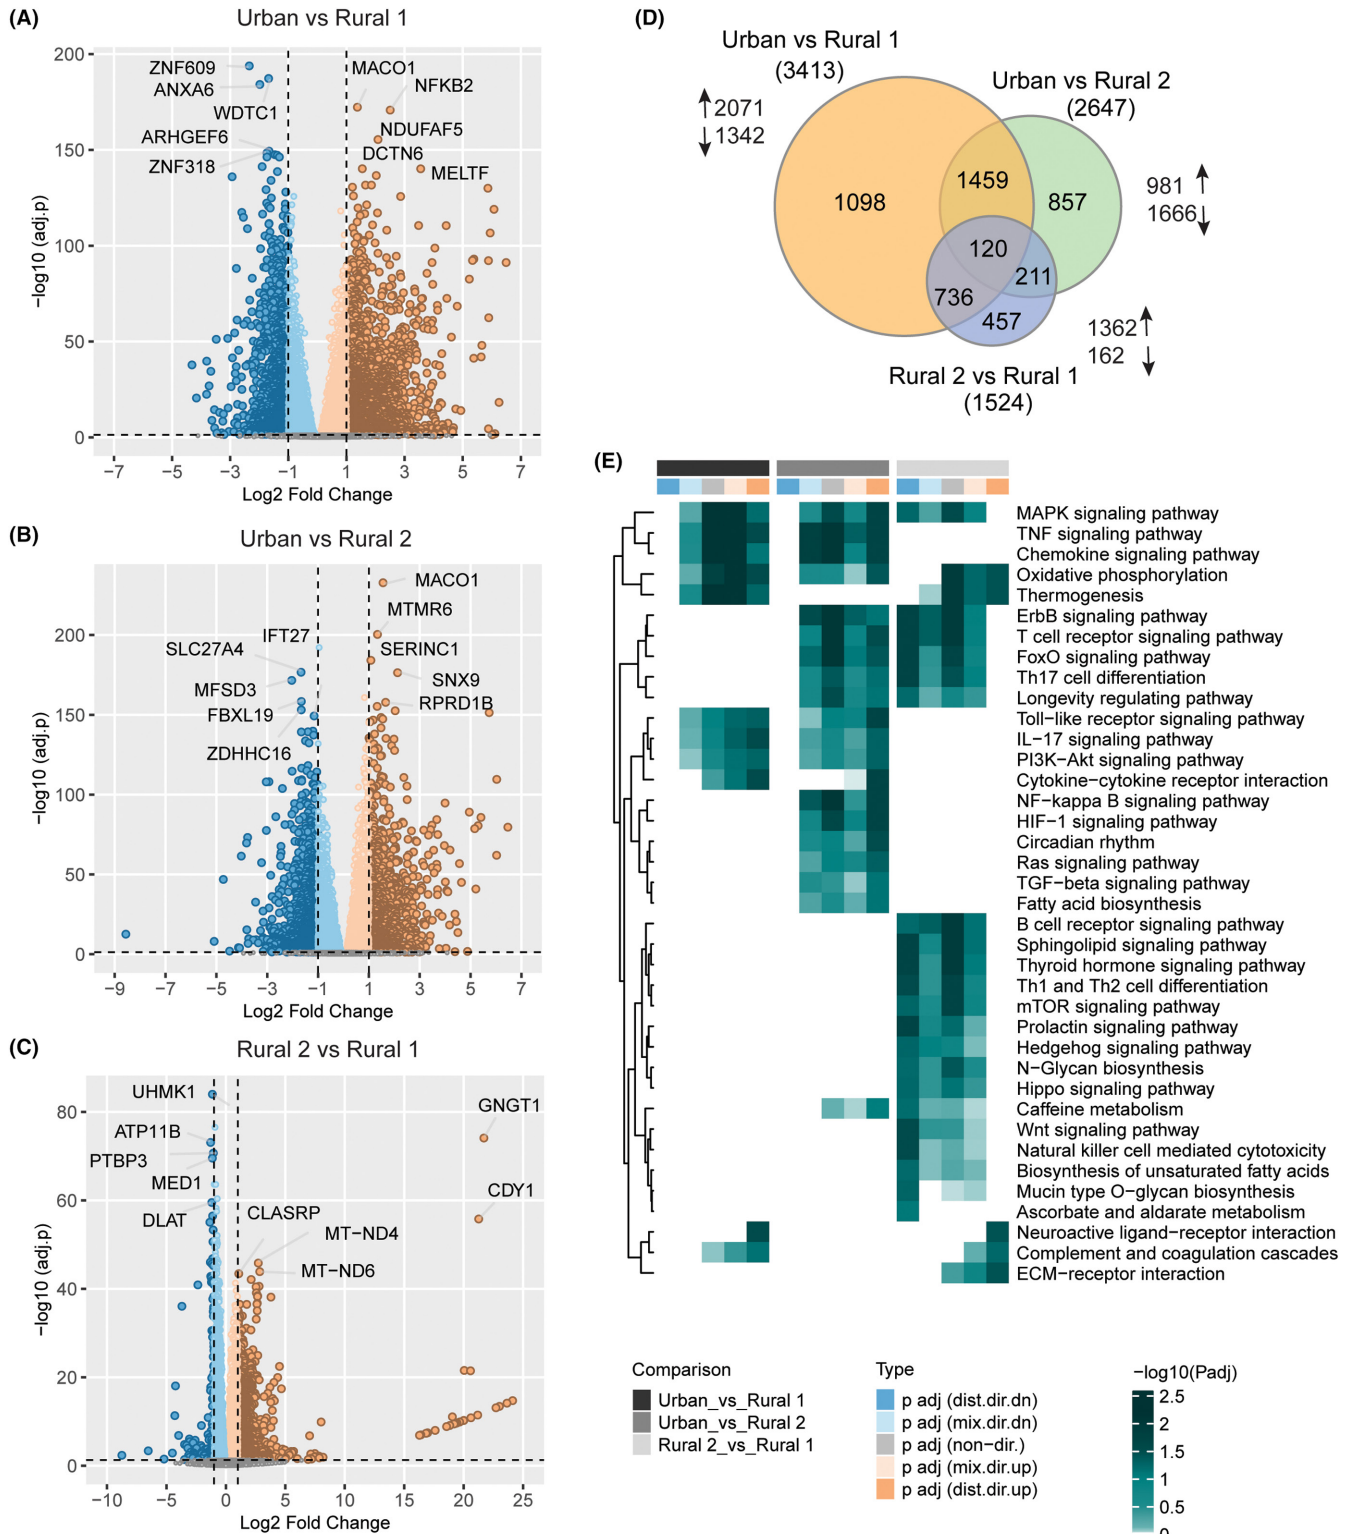 (A)
Urban vs Rural 1
200
150
100
50
0
−log10 (adj.p)
ZNF609
ANXA6
WDTC1
ARHGEF6
ZNF318
MACO1
NFKB2
NDUFAF5
DCTN6
MELTF
−7
−5
−3
−1
1
3
5
7
Log2 Fold Change
(B)
Urban vs Rural 2
200
150
100
50
0
−log10 (adj.p)
MACO1
MTMR6
IFT27
SLC27A4
SERINC1
SNX9
MFSD3
RPRD1B
FBXL19
ZDHHC16
−9
−7
−5
−3
−1
1
3
5
7
Log2 Fold Change
(C)
Rural 2 vs Rural 1
80
60
40
20
0
−log10 (adj.p)
UHMK1
ATP11B
PTBP3
MED1
DLAT
GNGT1
CDY1
CLASRP
MT−ND4
MT−ND6
−10
−5
0
5
10
15
20
25
Log2 Fold Change
(D)
Urban vs Rural 1
(3413)
2071
1342
Urban vs Rural 2
(2647)
981
1666
1098
1459
857
120
211
736
457
1362
162
Rural 2 vs Rural 1
(1524)
(E)
MAPK signaling pathway
TNF signaling pathway
Chemokine signaling pathway
Oxidative phosphorylation
Thermogenesis
ErbB signaling pathway
T cell receptor signaling pathway
FoxO signaling pathway
Th17 cell differentiation
Longevity regulating pathway
Toll−like receptor signaling pathway
IL−17 signaling pathway
PI3K−Akt signaling pathway
Cytokine−cytokine receptor interaction
NF−kappa B signaling pathway
HIF−1 signaling pathway
Circadian rhythm
Ras signaling pathway
TGF−beta signaling pathway
Fatty acid biosynthesis
B cell receptor signaling pathway
Sphingolipid signaling pathway
Thyroid hormone signaling pathway
Th1 and Th2 cell differentiation
mTOR signaling pathway
Prolactin signaling pathway
Hedgehog signaling pathway
N−Glycan biosynthesis
Hippo signaling pathway
Caffeine metabolism
Wnt signaling pathway
Natural killer cell mediated cytotoxicity
Biosynthesis of unsaturated fatty acids
Mucin type O−glycan biosynthesis
Ascorbate and aldarate metabolism
Neuroactive ligand−receptor interaction
Complement and coagulation cascades
ECM−receptor interaction
Comparison
Urban_vs_Rural 1
Urban_vs_Rural 2
Rural 2_vs_Rural 1
Type
p adj (dist.dir.dn)
p adj (mix.dir.dn)
p adj (non−dir.)
p adj (mix.dir.up)
p adj (dist.dir.up)
−log10(Padj)
2.5
2
1.5
1
0.5
0